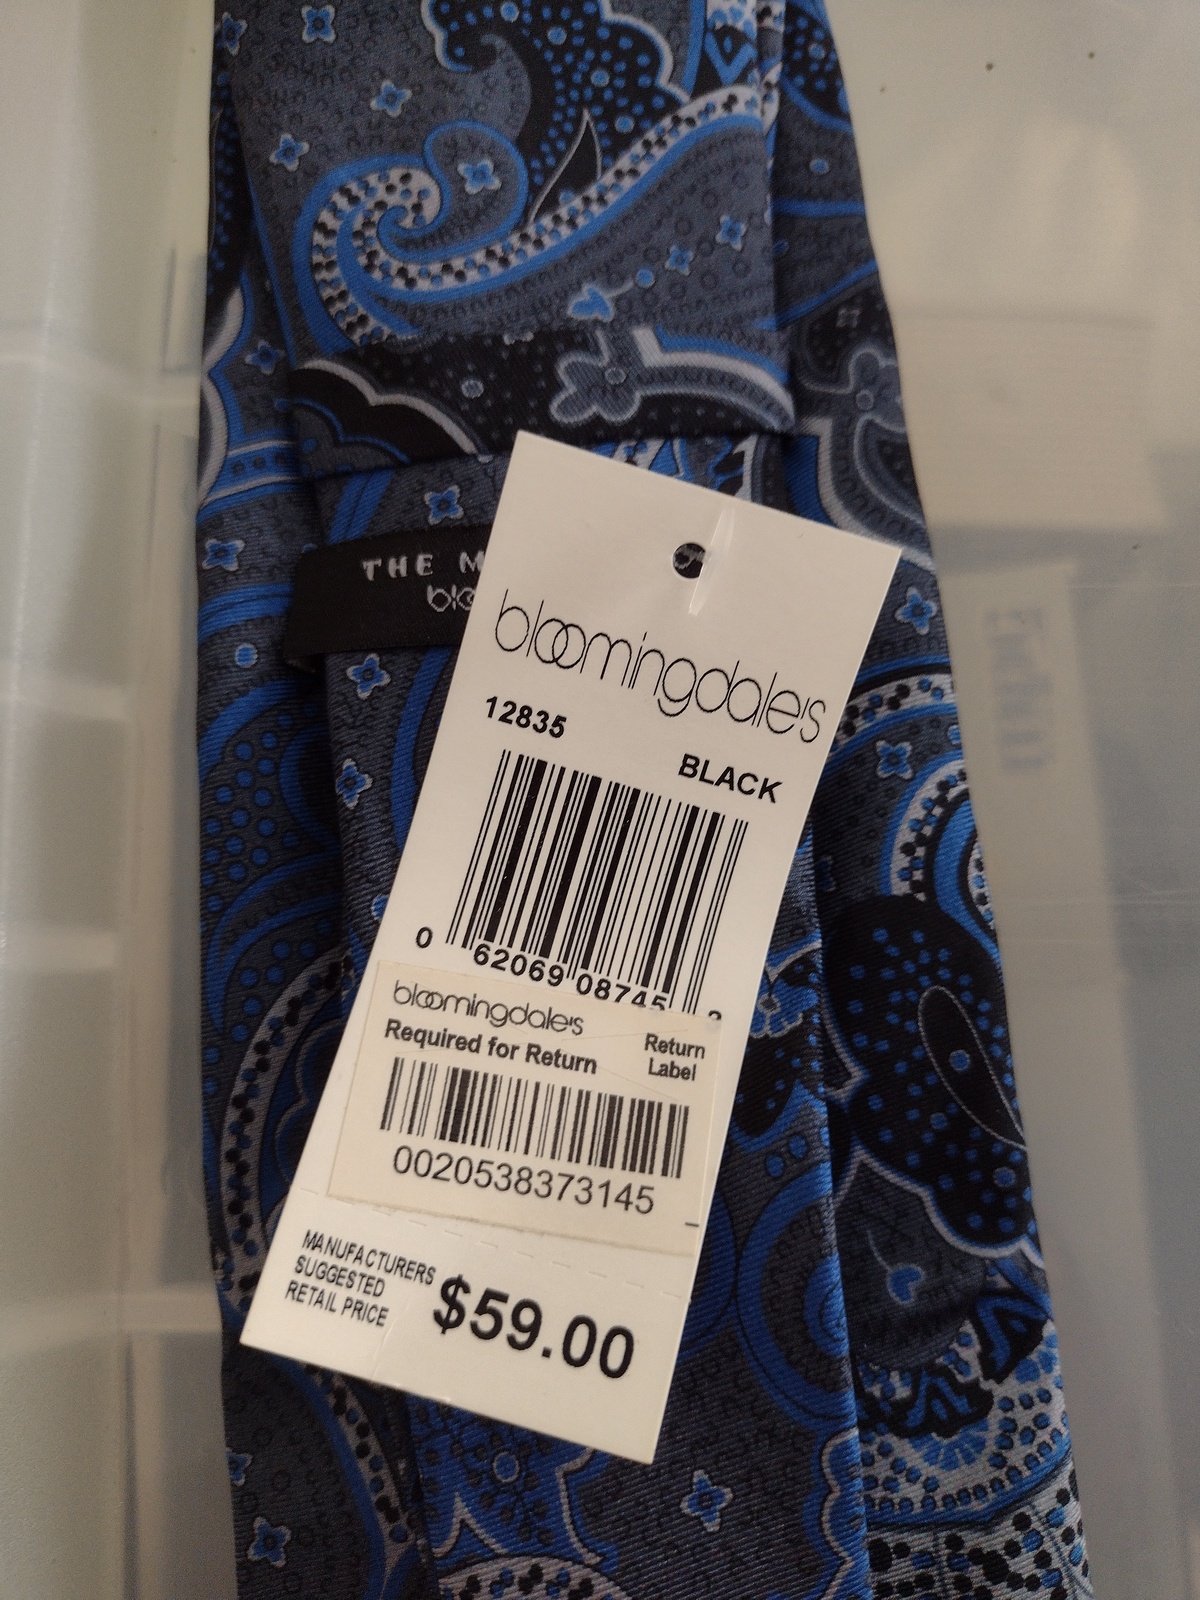 THE
bloomingdale's
12835
BLACK
0 62069 08745
bloomingdale's
Required for Return
Return
Label
0020538373145
MANUFACTURERS
SUGGESTED
RETAIL PRICE
$59.00